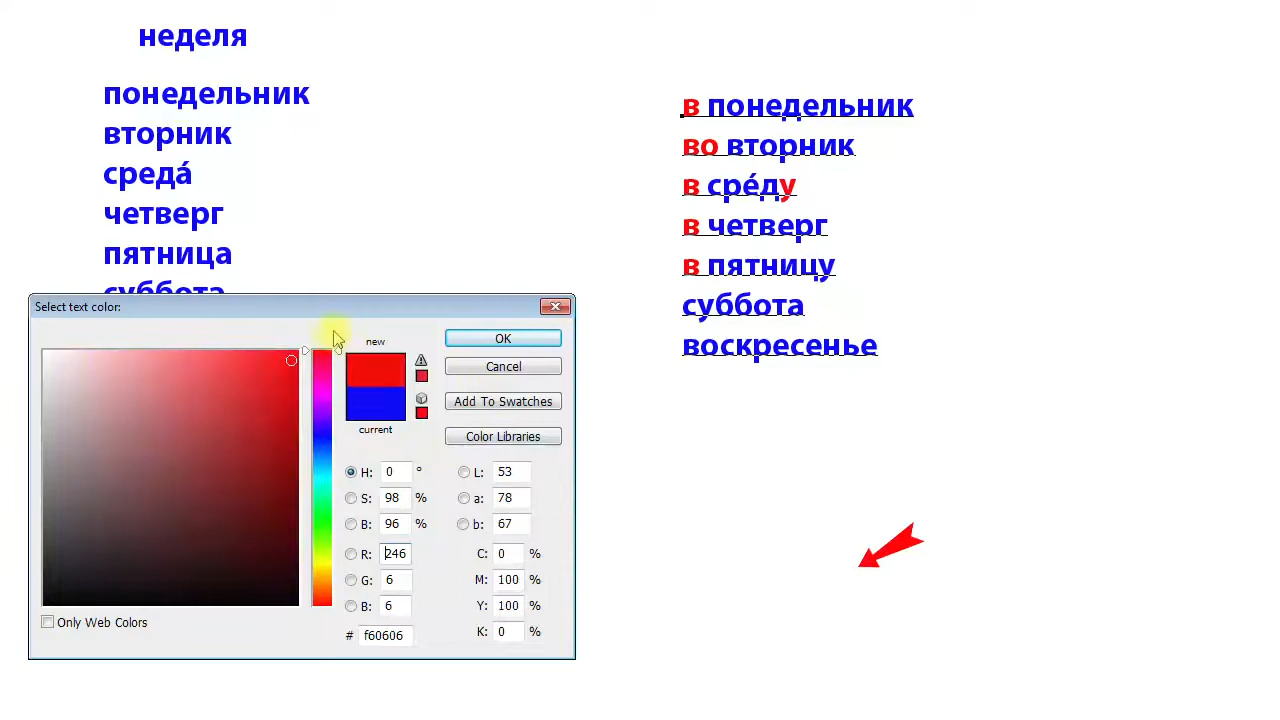 неделя
понедельник
вторник
среда́
четверг
пятница
суббота
в понедельник
во вторник
в сре́ду
в четверг
в пятницу
суббота
воскресенье
Select text color:
new
current
OK
Cancel
Add To Swatches
Color Libraries
H: 0 °
S: 98 %
B: 96 %
R: 246
G: 6
B: 6
# f60606
L: 53
a: 78
b: 67
C: 0 %
M: 100 %
Y: 100 %
K: 0 %
Only Web Colors